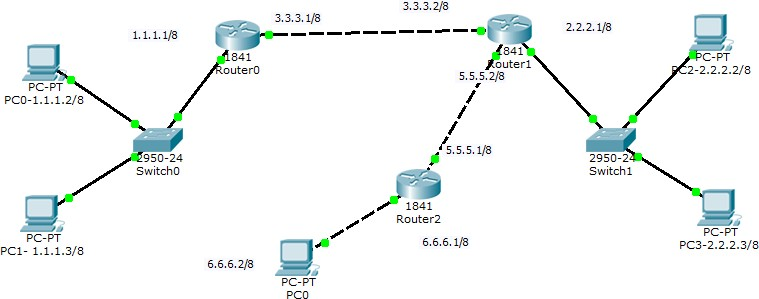 3.3.3.1/8
3.3.3.2/8
1.1.1.1/8
2.2.2.1/8
1841
Router0
1841
Router1
5.5.5.2/8
PC-PT
PC0-1.1.1.2/8
PC-PT
PC2-2.2.2.2/8
5.5.5.1/8
2950-24
Switch0
2950-24
Switch1
1841
Router2
PC-PT
PC1- 1.1.1.3/8
PC-PT
PC3-2.2.2.3/8
6.6.6.1/8
6.6.6.2/8
PC-PT
PC0